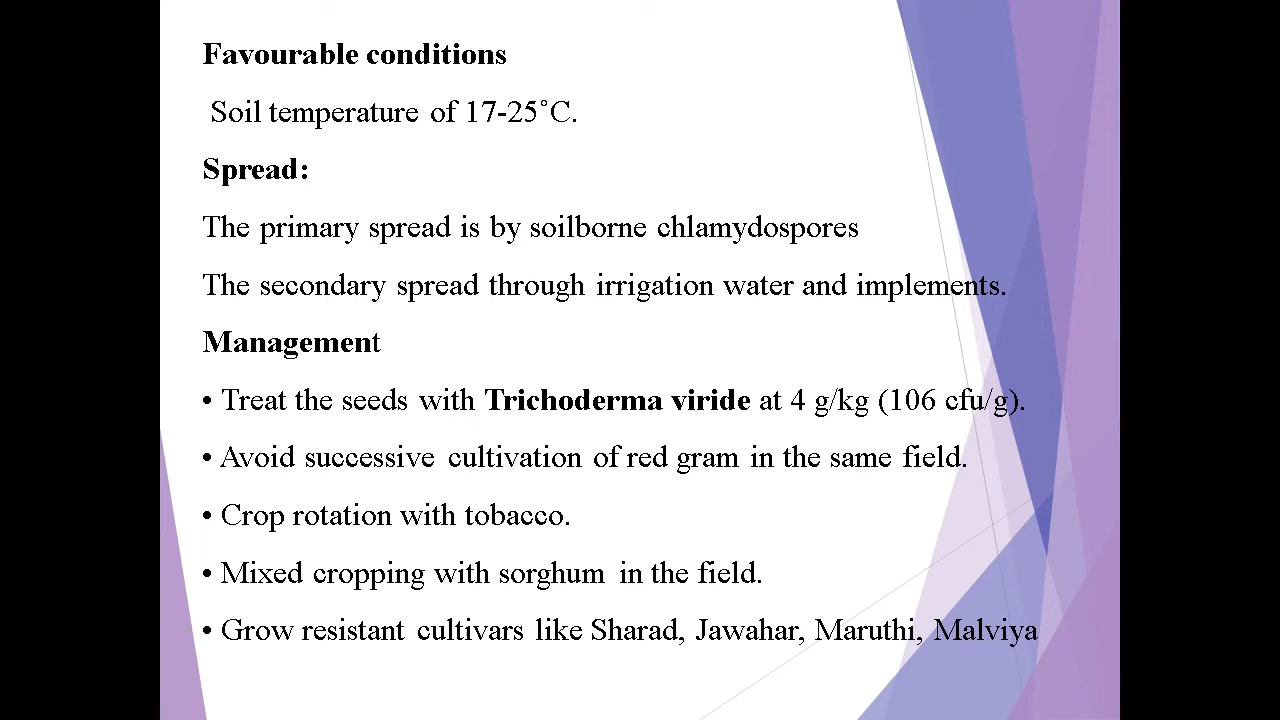 Favourable conditions
Soil temperature of 17-25˚C.
Spread:
The primary spread is by soilborne chlamydospores
The secondary spread through irrigation water and implements.
Management
• Treat the seeds with Trichoderma viride at 4 g/kg (106 cfu/g).
• Avoid successive cultivation of red gram in the same field.
• Crop rotation with tobacco.
• Mixed cropping with sorghum in the field.
• Grow resistant cultivars like Sharad, Jawahar, Maruthi, Malviya